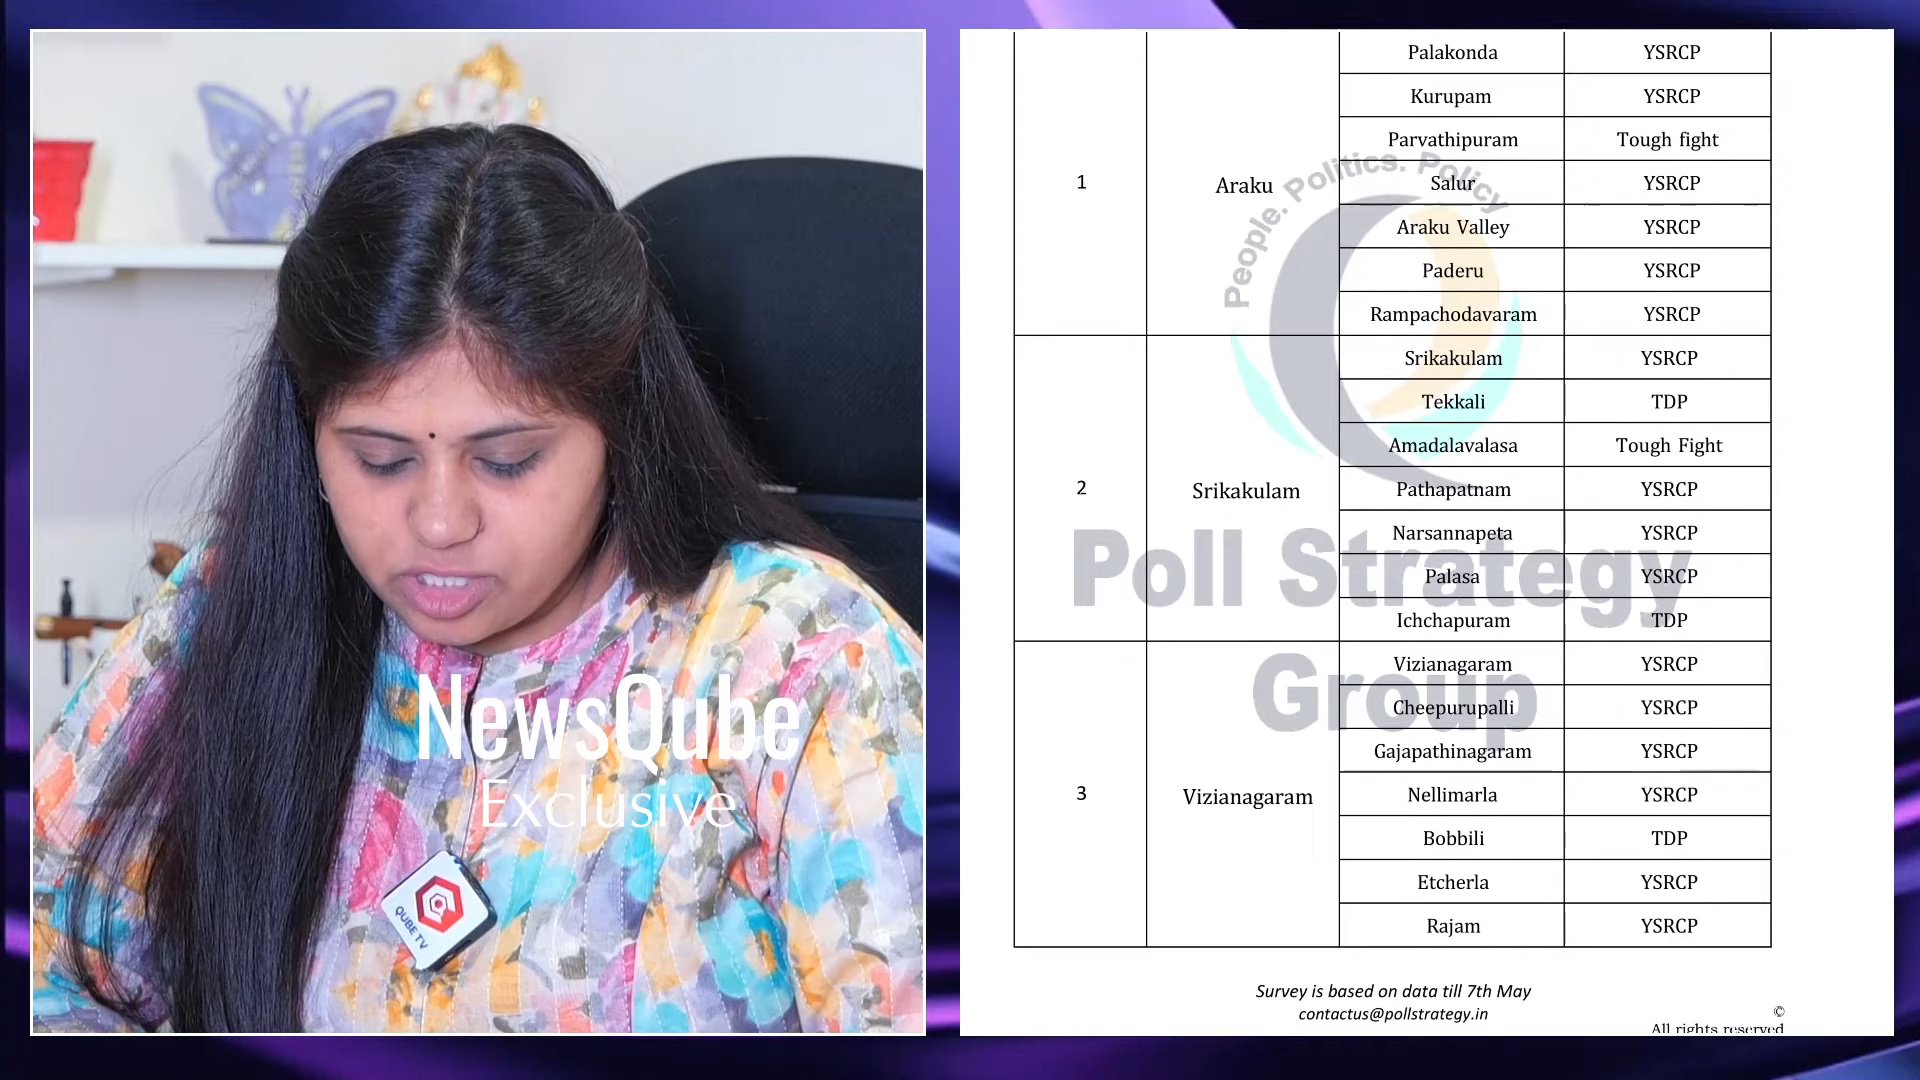 NewsQube
Exclusive
QUBE TV
People. Politics. Policy
Poll Strategy
Group
1 Araku
Palakonda YSRCP
Kurupam YSRCP
Parvathipuram Tough fight
Salur YSRCP
Araku Valley YSRCP
Paderu YSRCP
Rampachodavaram YSRCP
2 Srikakulam
Srikakulam YSRCP
Tekkali TDP
Amadalavalasa Tough Fight
Pathapatnam YSRCP
Narsannapeta YSRCP
Palasa YSRCP
Ichchapuram TDP
3 Vizianagaram
Vizianagaram YSRCP
Cheepurupalli YSRCP
Gajapathinagaram YSRCP
Nellimarla YSRCP
Bobbili TDP
Etcherla YSRCP
Rajam YSRCP
Survey is based on data till 7th May
contactus@pollstrategy.in
©
All rights reserved